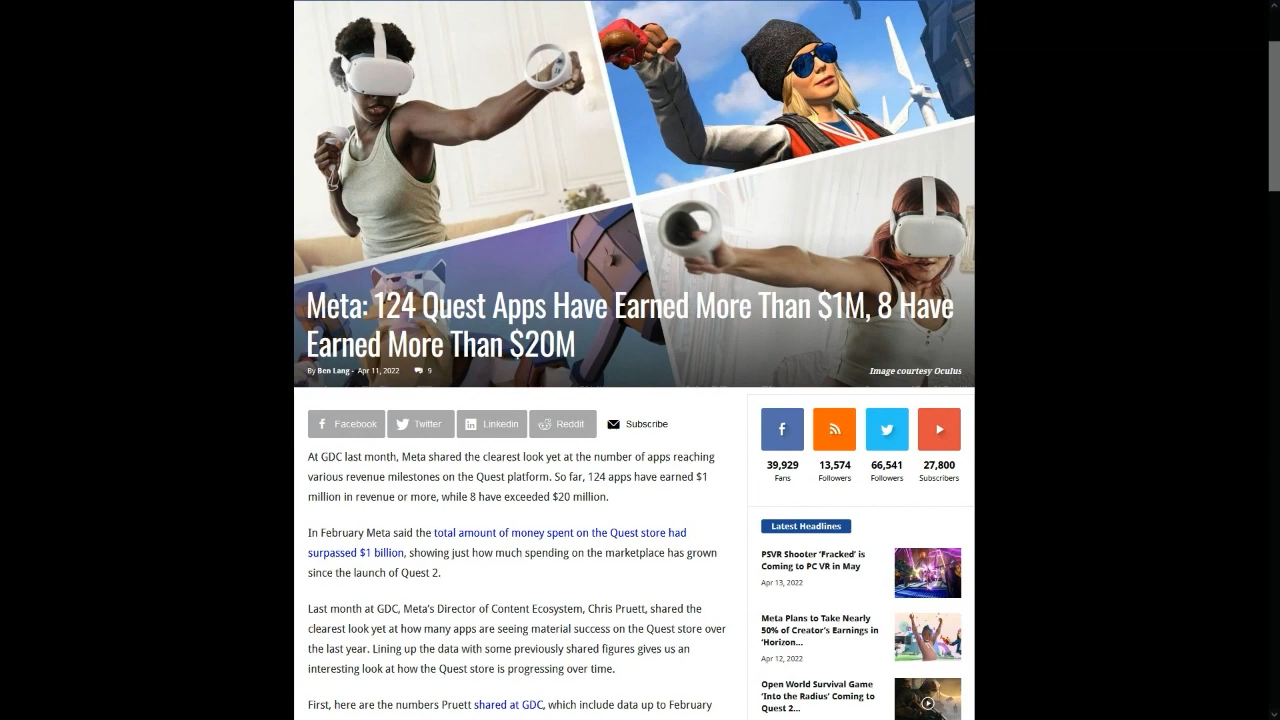 Meta: 124 Quest Apps Have Earned More Than $1M, 8 Have
Earned More Than $20M
By Ben Lang - Apr 11, 2022 9
Image courtesy Oculus
Facebook Twitter Linkedin Reddit Subscribe
At GDC last month, Meta shared the clearest look yet at the number of apps reaching
various revenue milestones on the Quest platform. So far, 124 apps have earned $1
million in revenue or more, while 8 have exceeded $20 million.
In February Meta said the total amount of money spent on the Quest store had
surpassed $1 billion, showing just how much spending on the marketplace has grown
since the launch of Quest 2.
Last month at GDC, Meta's Director of Content Ecosystem, Chris Pruett, shared the
clearest look yet at how many apps are seeing material success on the Quest store over
the last year. Lining up the data with some previously shared figures gives us an
interesting look at how the Quest store is progressing over time.
First, here are the numbers Pruett shared at GDC, which include data up to February
39,929 13,574 66,541 27,800
Fans Followers Followers Subscribers
Latest Headlines
PSVR Shooter ‘Fracked’ is
Coming to PC VR in May
Apr 13, 2022
Meta Plans to Take Nearly
50% of Creator’s Earnings in
‘Horizon...
Apr 12, 2022
Open World Survival Game
‘Into the Radius’ Coming to
Quest 2...